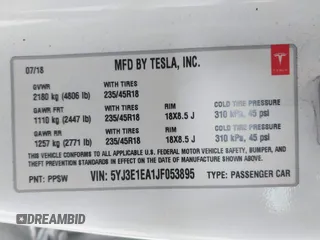 07/18
MFD BY TESLA, INC.
GVWR WITH TIRES
2180 kg (4806 lb) 235/45R18
GAWR FRT WITH TIRES RIM COLD TIRE PRESSURE
1110 kg (2447 lb) 235/45R18 18X8.5 J 310 kPa, 45 psi
GAWR RR WITH TIRES RIM COLD TIRE PRESSURE
1257 kg (2771 lb) 235/45R18 18X8.5 J 310 kPa, 45 psi
THIS VEHICLE CONFORMS TO ALL APPLICABLE FEDERAL MOTOR VEHICLE SAFETY, BUMPER, AND
THEFT PREVENTION STANDARDS IN EFFECT ON THE DATE OF MANUFACTURE SHOWN ABOVE.
PNT: PPSW VIN: 5YJ3E1EA1JF053895 TYPE: PASSENGER CAR
TESLA
DREAMBID